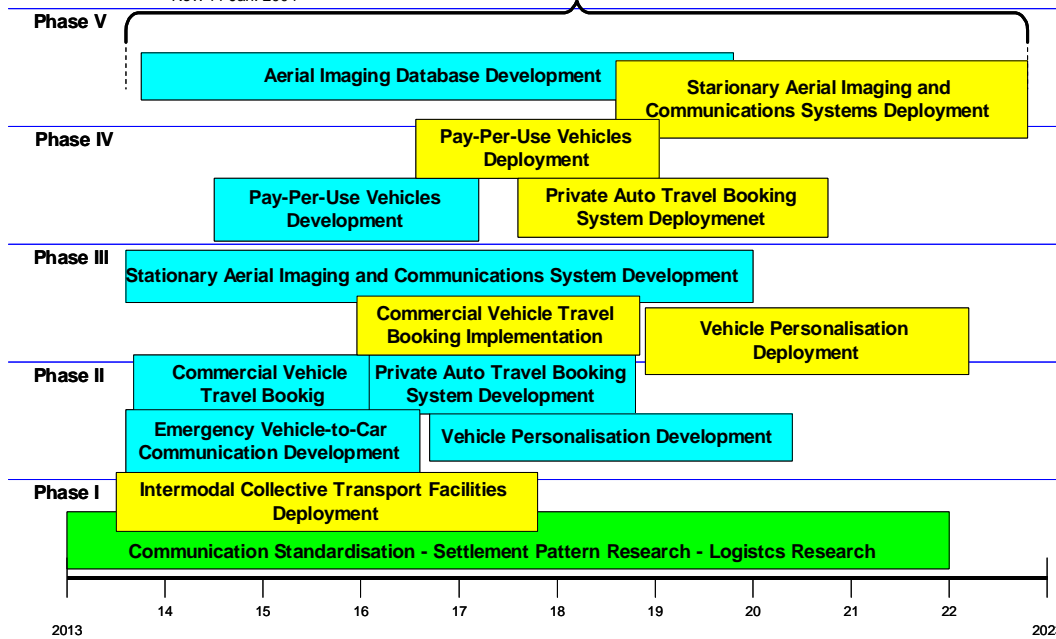 Phase V
Aerial Imaging Database Development
Starionary Aerial Imaging and
Communications Systems Deployment
Phase IV
Pay-Per-Use Vehicles
Deployment
Pay-Per-Use Vehicles
Development
Private Auto Travel Booking
System Deploymenet
Phase III
Stationary Aerial Imaging and Communications System Development
Commercial Vehicle Travel
Booking Implementation
Vehicle Personalisation
Deployment
Phase II
Commercial Vehicle
Travel Bookig
Private Auto Travel Booking
System Development
Emergency Vehicle-to-Car
Communication Development
Vehicle Personalisation Development
Phase I
Intermodal Collective Transport Facilities
Deployment
Communication Standardisation - Settlement Pattern Research - Logistcs Research
14 15 16 17 18 19 20 21 22
2013